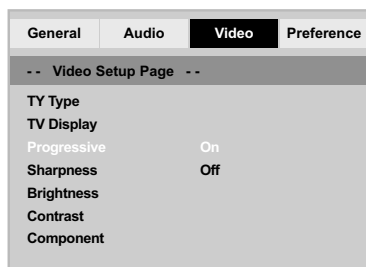 General Audio Video Preference
-- Video Setup Page --
TY Type
TV Display
Progressive On
Sharpness Off
Brightness
Contrast
Component